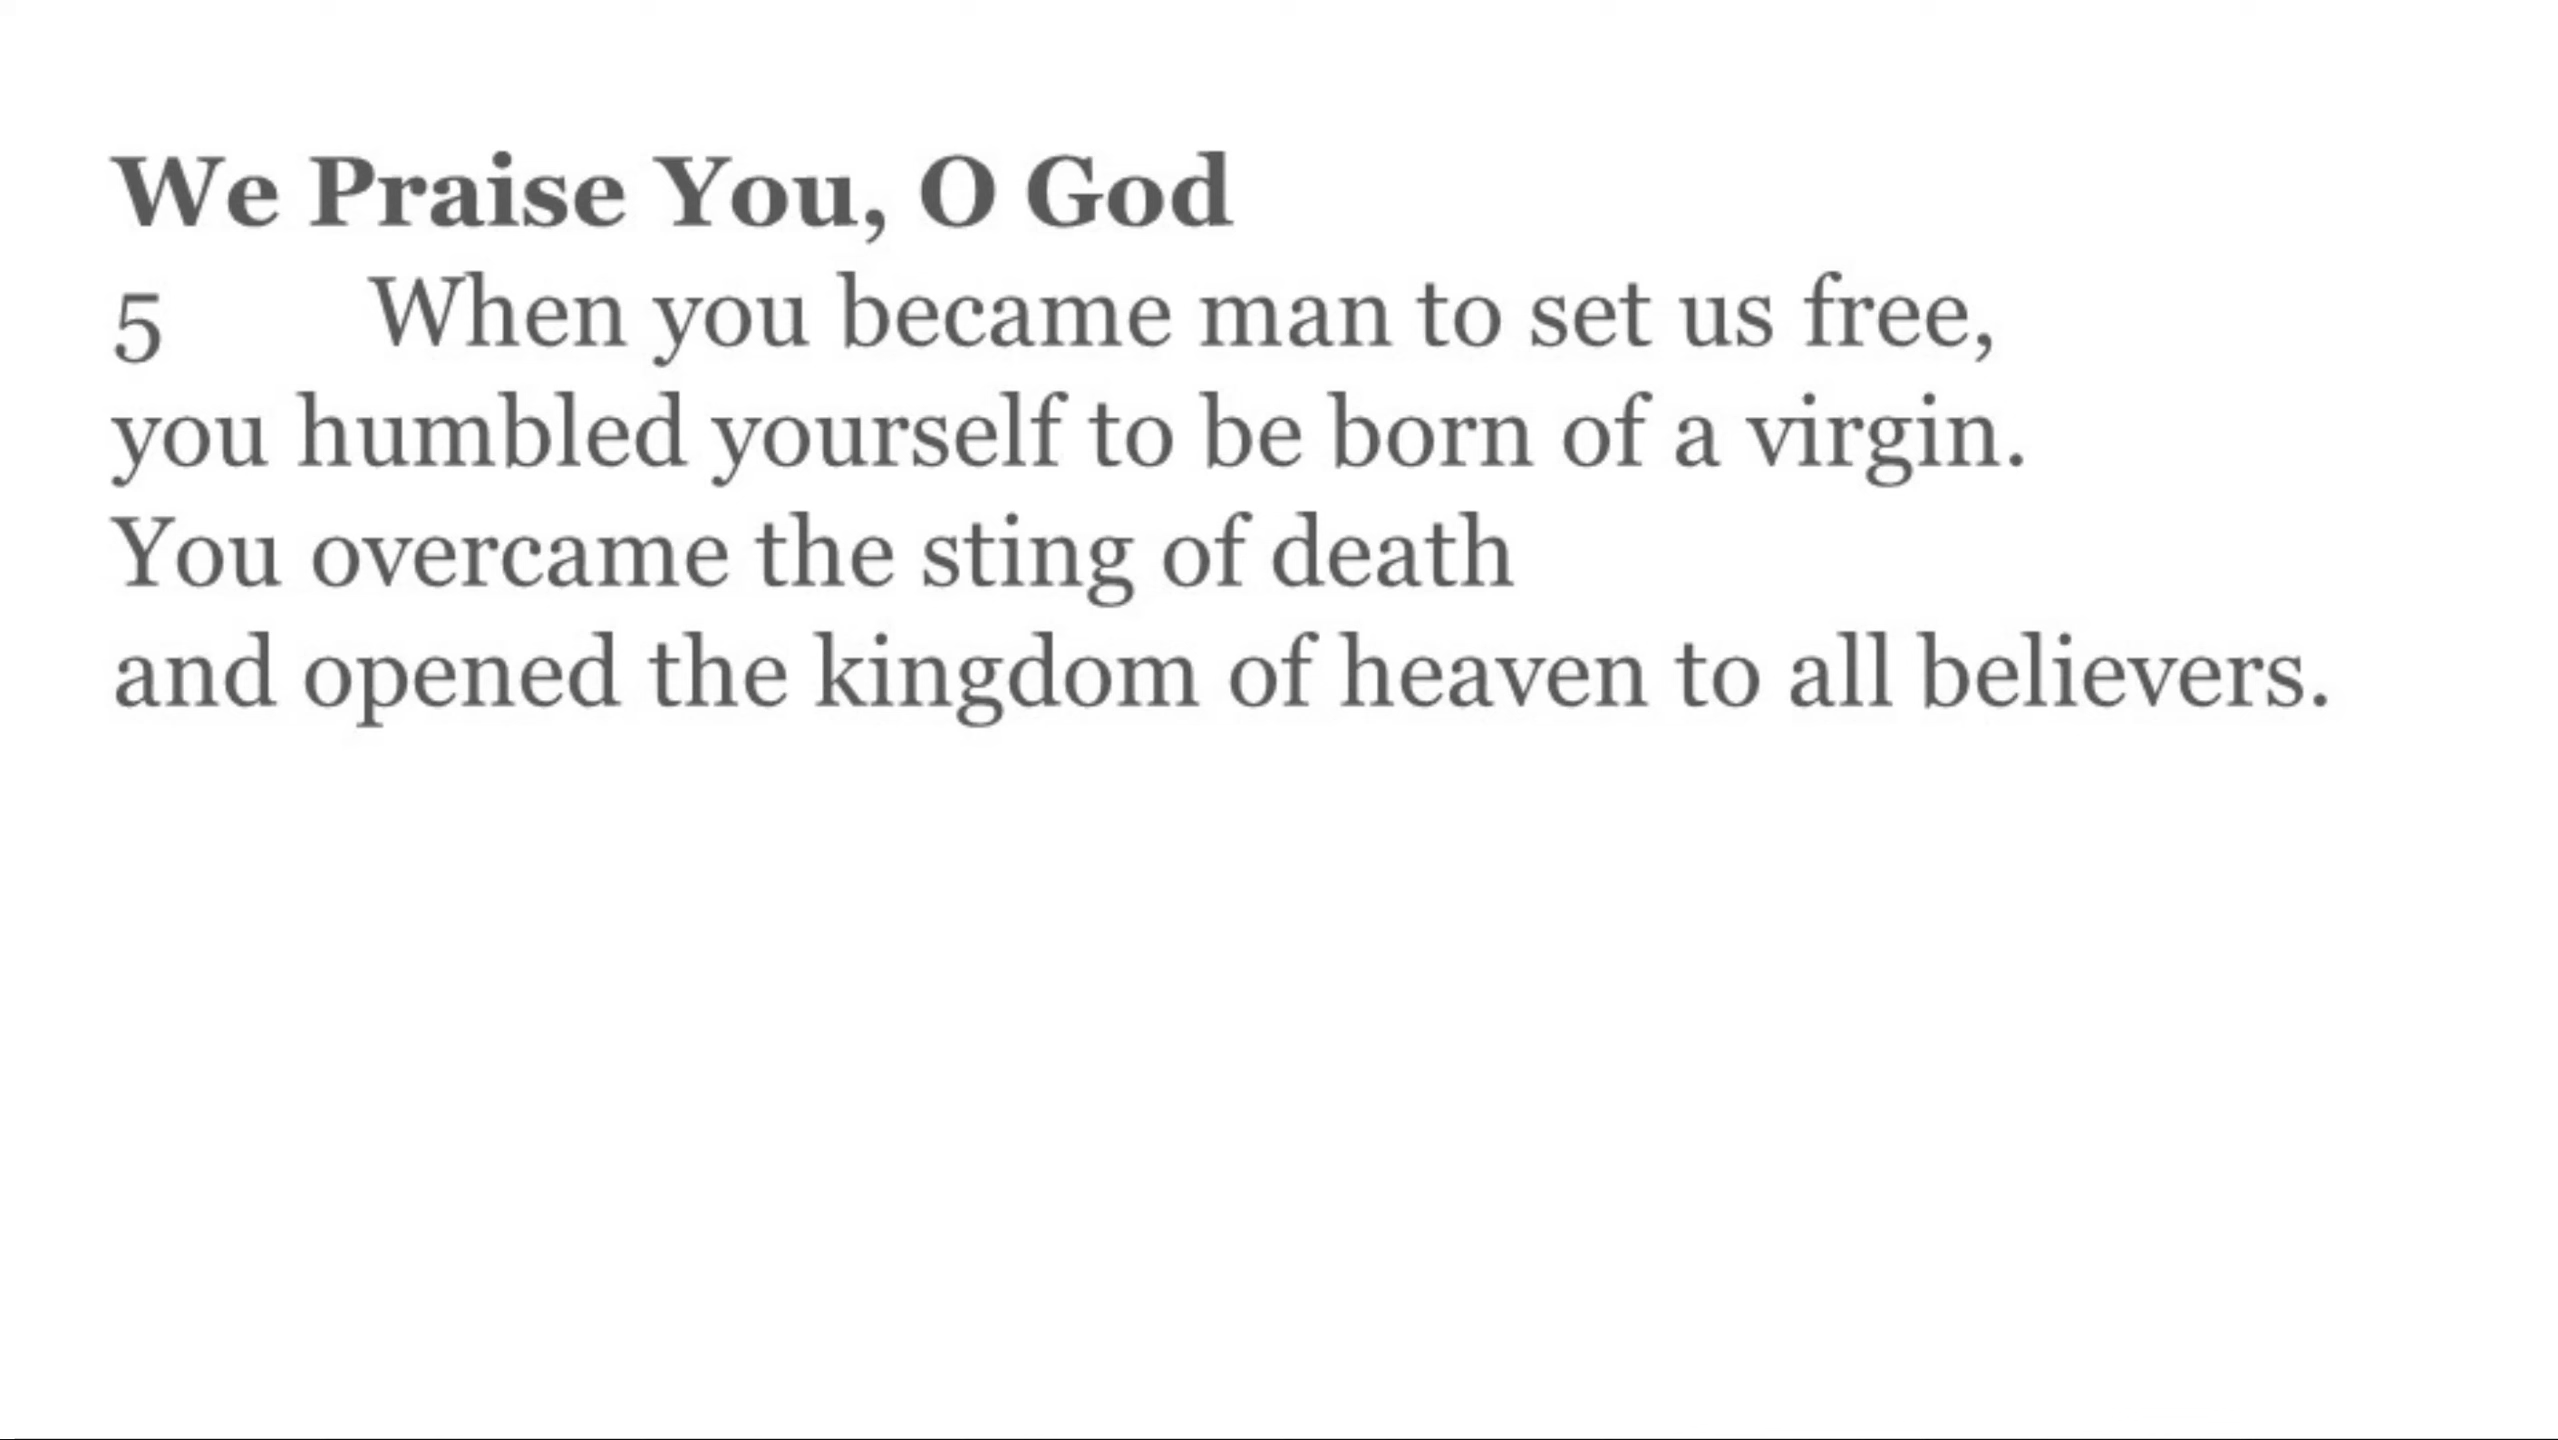 We Praise You, O God
5 When you became man to set us free,
you humbled yourself to be born of a virgin.
You overcame the sting of death
and opened the kingdom of heaven to all believers.